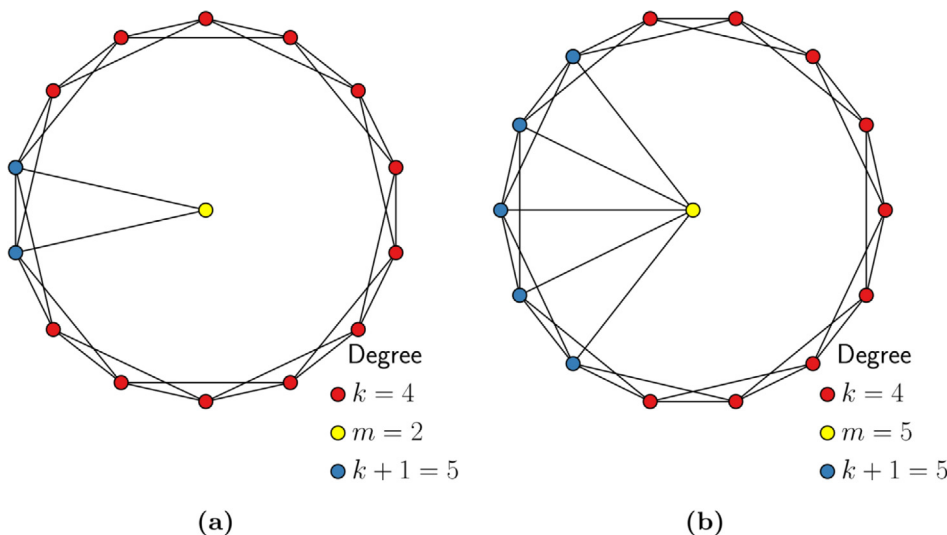 Degree
k = 4
m = 2
k + 1 = 5
(a)
Degree
k = 4
m = 5
k + 1 = 5
(b)